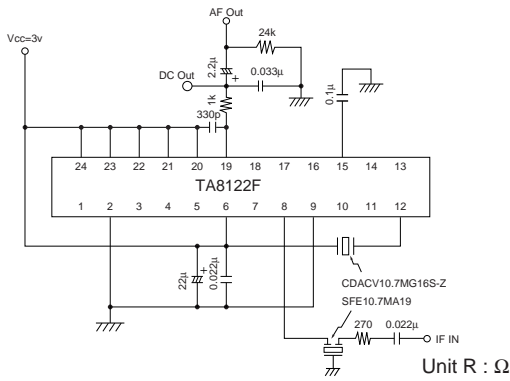 AF Out
Vcc=3v
24k
2.2μ
+
DC Out
0.033μ
1k
330p
0.1μ
24 23 22 21 20 19 18 17 16 15 14 13
TA8122F
1 2 3 4 5 6 7 8 9 10 11 12
22μ
+
0.022μ
CDACV10.7MG16S-Z
SFE10.7MA19
270
0.022μ
IF IN
Unit R : Ω